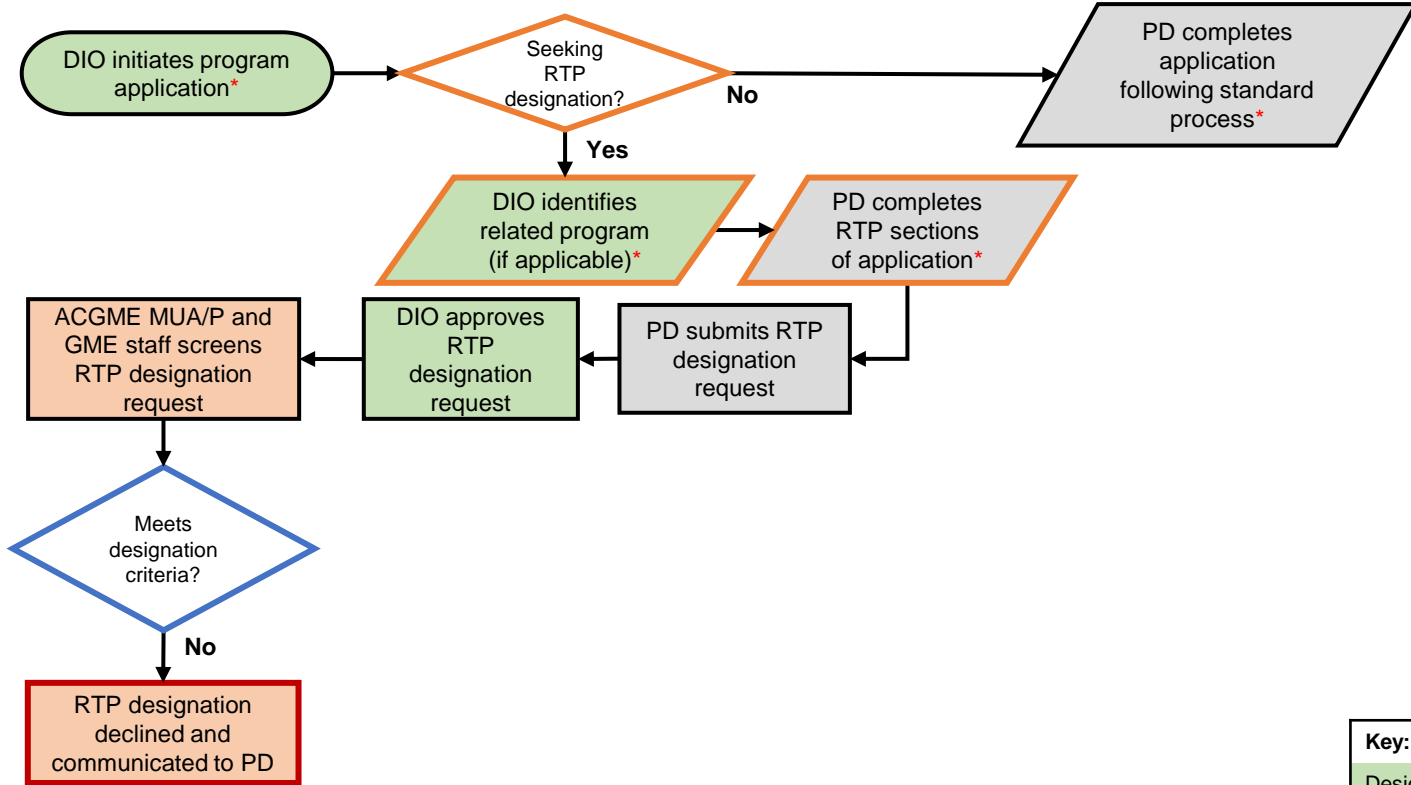 DIO initiates program
application*
Seeking
RTP
designation?
No
PD completes
application
following standard
process*
Yes
DIO identifies
related program
(if applicable)*
PD completes
RTP sections
of application*
ACGME MUA/P and
GME staff screens
RTP designation
request
DIO approves
RTP
designation
request
PD submits RTP
designation
request
Meets
designation
criteria?
No
RTP designation
declined and
communicated to PD
Key: